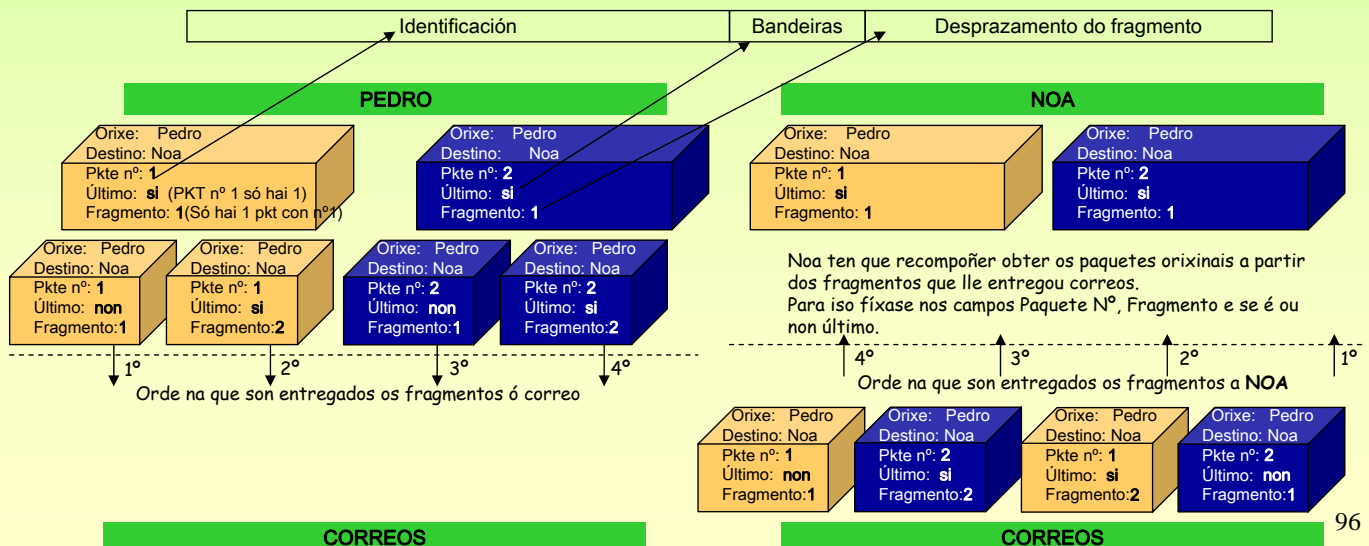 Identificación
Bandeiras
Desprazamento do fragmento
PEDRO
Orixe: Pedro
Destino: Noa
Pkte nº: 1
Último: si (PKT nº 1 só hai 1)
Fragmento: 1(Só hai 1 pkt con nº1)
Orixe: Pedro
Destino: Noa
Pkte nº: 2
Último: si
Fragmento: 1
Orixe: Pedro
Destino: Noa
Pkte nº: 1
Último: non
Fragmento:1
Orixe: Pedro
Destino: Noa
Pkte nº: 1
Último: si
Fragmento:2
Orixe: Pedro
Destino: Noa
Pkte nº: 2
Último: non
Fragmento:1
Orixe: Pedro
Destino: Noa
Pkte nº: 2
Último: si
Fragmento:2
1º
2º
3º
4º
Orde na que son entregados os fragmentos ó correo
CORREOS
NOA
Orixe: Pedro
Destino: Noa
Pkte nº: 1
Último: si
Fragmento: 1
Orixe: Pedro
Destino: Noa
Pkte nº: 2
Último: si
Fragmento: 1
Noa ten que recompoñer obter os paquetes orixinais a partir
dos fragmentos que lle entregou correos.
Para iso fíxase nos campos Paquete Nº, Fragmento e se é ou
non último.
4º
3º
2º
1º
Orde na que son entregados os fragmentos a NOA
Orixe: Pedro
Destino: Noa
Pkte nº: 1
Último: non
Fragmento:1
Orixe: Pedro
Destino: Noa
Pkte nº: 2
Último: si
Fragmento:2
Orixe: Pedro
Destino: Noa
Pkte nº: 1
Último: si
Fragmento:2
Orixe: Pedro
Destino: Noa
Pkte nº: 2
Último: non
Fragmento:1
CORREOS
96